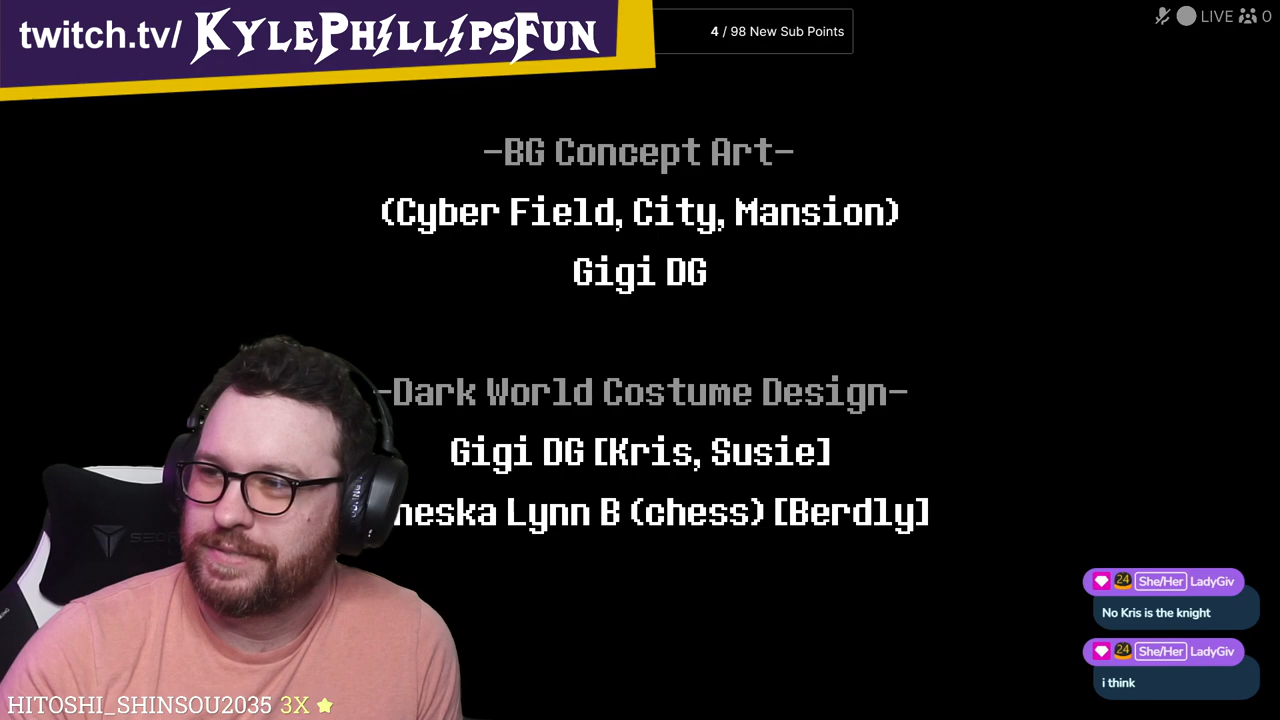 twitch.tv/ KYLEPHILLIPSFUN
4 / 98 New Sub Points
LIVE 0
-BG Concept Art-
(Cyber Field, City, Mansion)
Gigi DG
-Dark World Costume Design-
Gigi DG [Kris, Susie]
Lynn B (chess) [Berdly]
24 She/Her LadyGiv
No Kris is the knight
24 She/Her LadyGiv
i think
HITOSHI_SHINSOU2035 3X